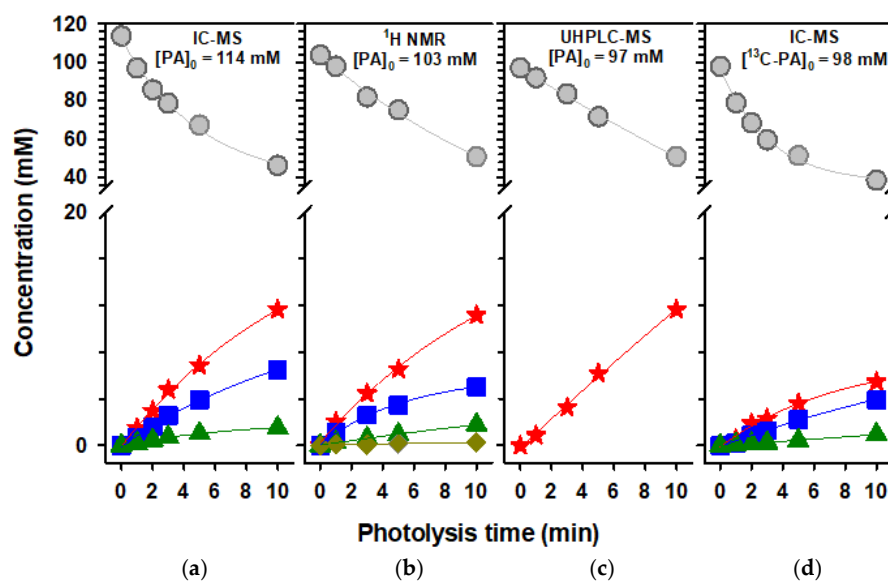 IC-MS
[PA]₀ = 114 mM
¹H NMR
[PA]₀ = 103 mM
UHPLC-MS
[PA]₀ = 97 mM
IC-MS
[¹³C-PA]₀ = 98 mM
Concentration (mM)
120
100
80
60
40
20
0
0 2 4 6 8 10
0 2 4 6 8 10
0 2 4 6 8 10
0 2 4 6 8 10
Photolysis time (min)
(a) (b) (c) (d)